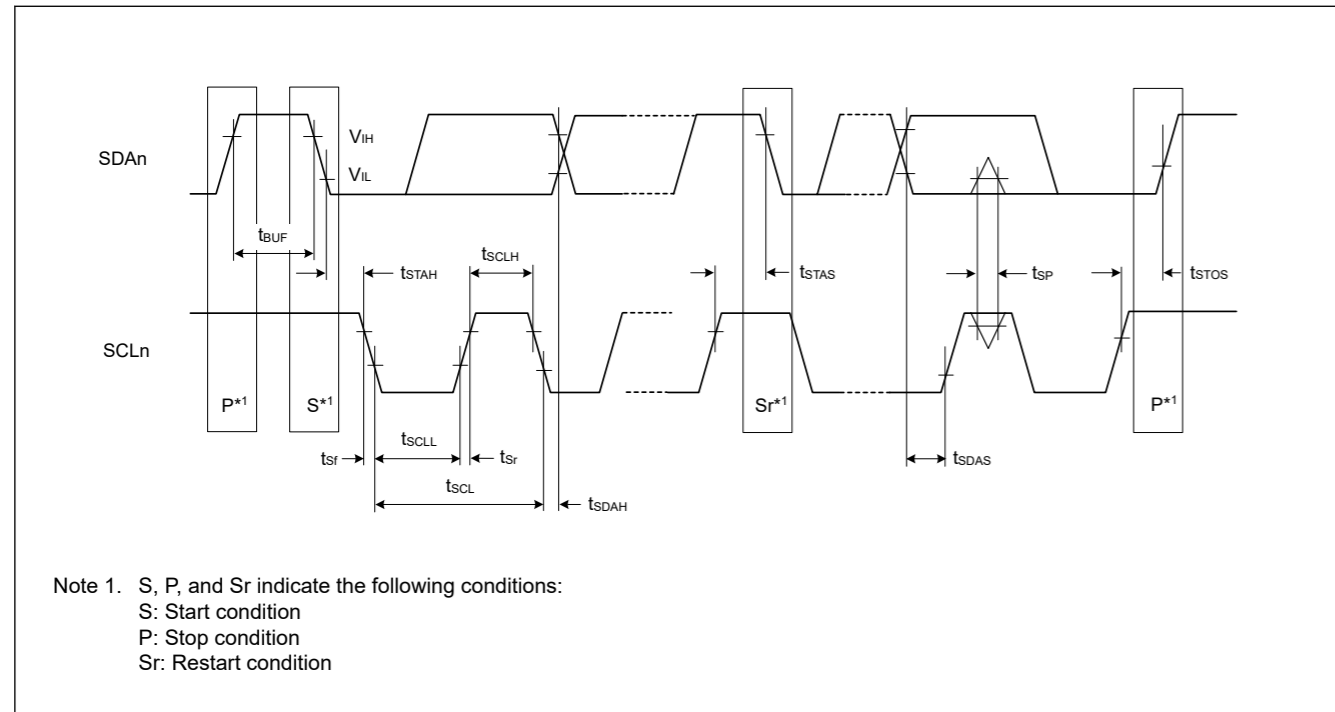 SDAn
VIH
VIL
tBUF
tSTAH
tSCLH
tSTAS
tSP
tSTOS
SCLn
P*1
S*1
Sr*1
P*1
tSCLL
tSf
tSr
tSDAS
tSCL
tSDAH
Note 1. S, P, and Sr indicate the following conditions:
S: Start condition
P: Stop condition
Sr: Restart condition